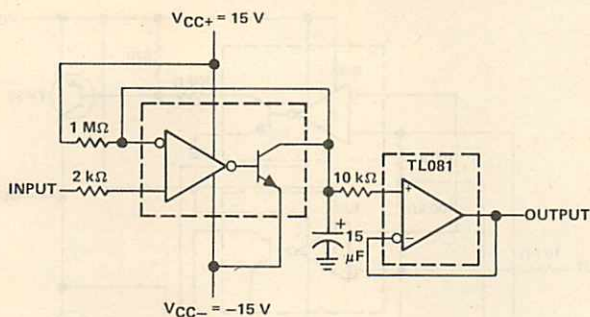 VCC+ = 15 V
1 MΩ
2 kΩ
INPUT
10 kΩ
TL081
+
−
OUTPUT
+
15
μF
VCC− = −15 V